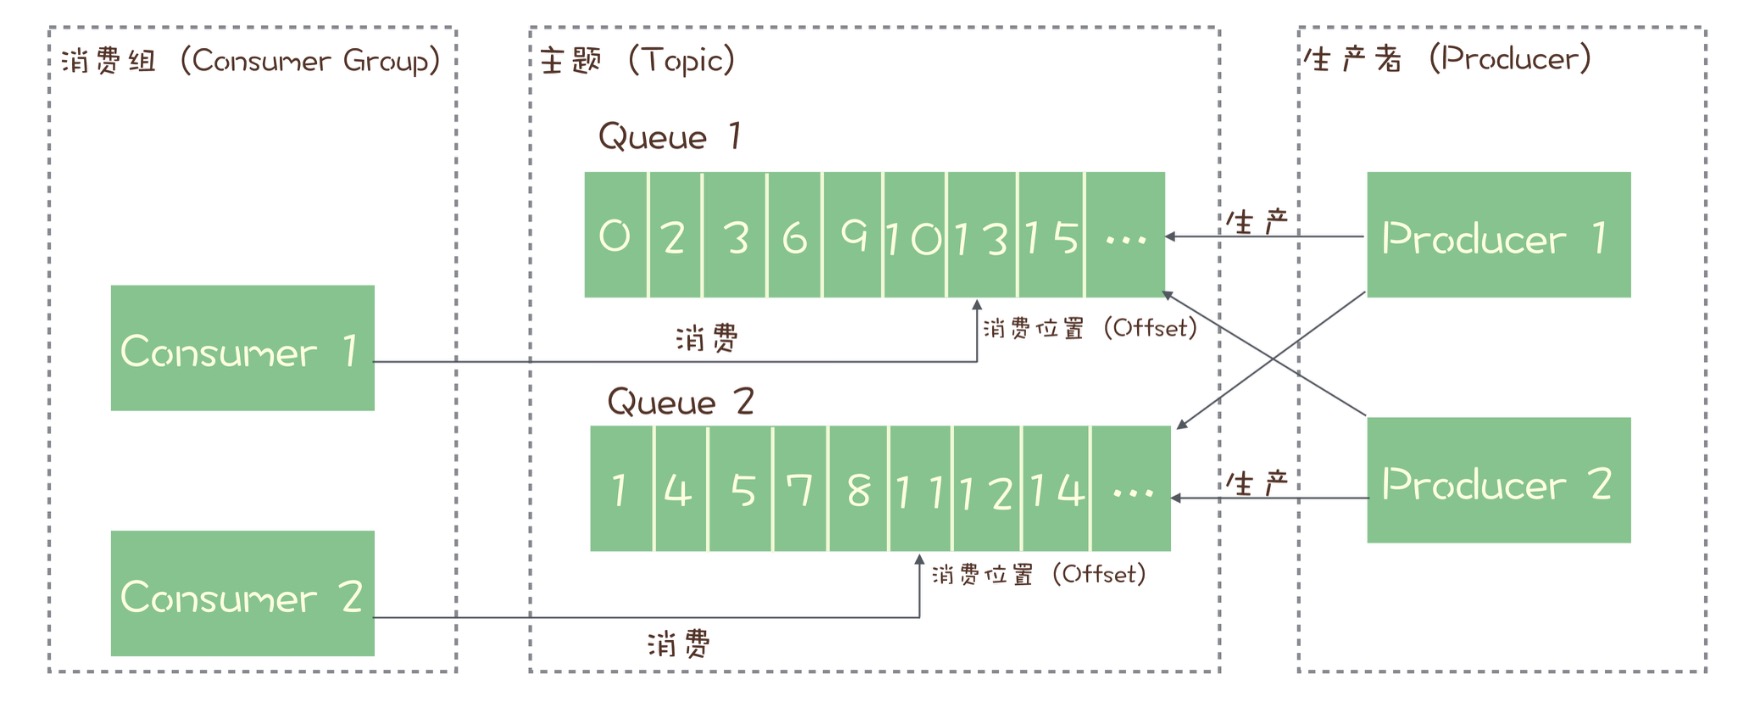 消费组 (Consumer Group)
Consumer 1
Consumer 2
主题 (Topic)
Queue 1
0 2 3 6 9 10 13 15 ...
消费
消费位置 (Offset)
Queue 2
1 4 5 7 8 11 12 14 ...
消费位置 (Offset)
消费
生产
生产
生产者 (Producer)
Producer 1
Producer 2